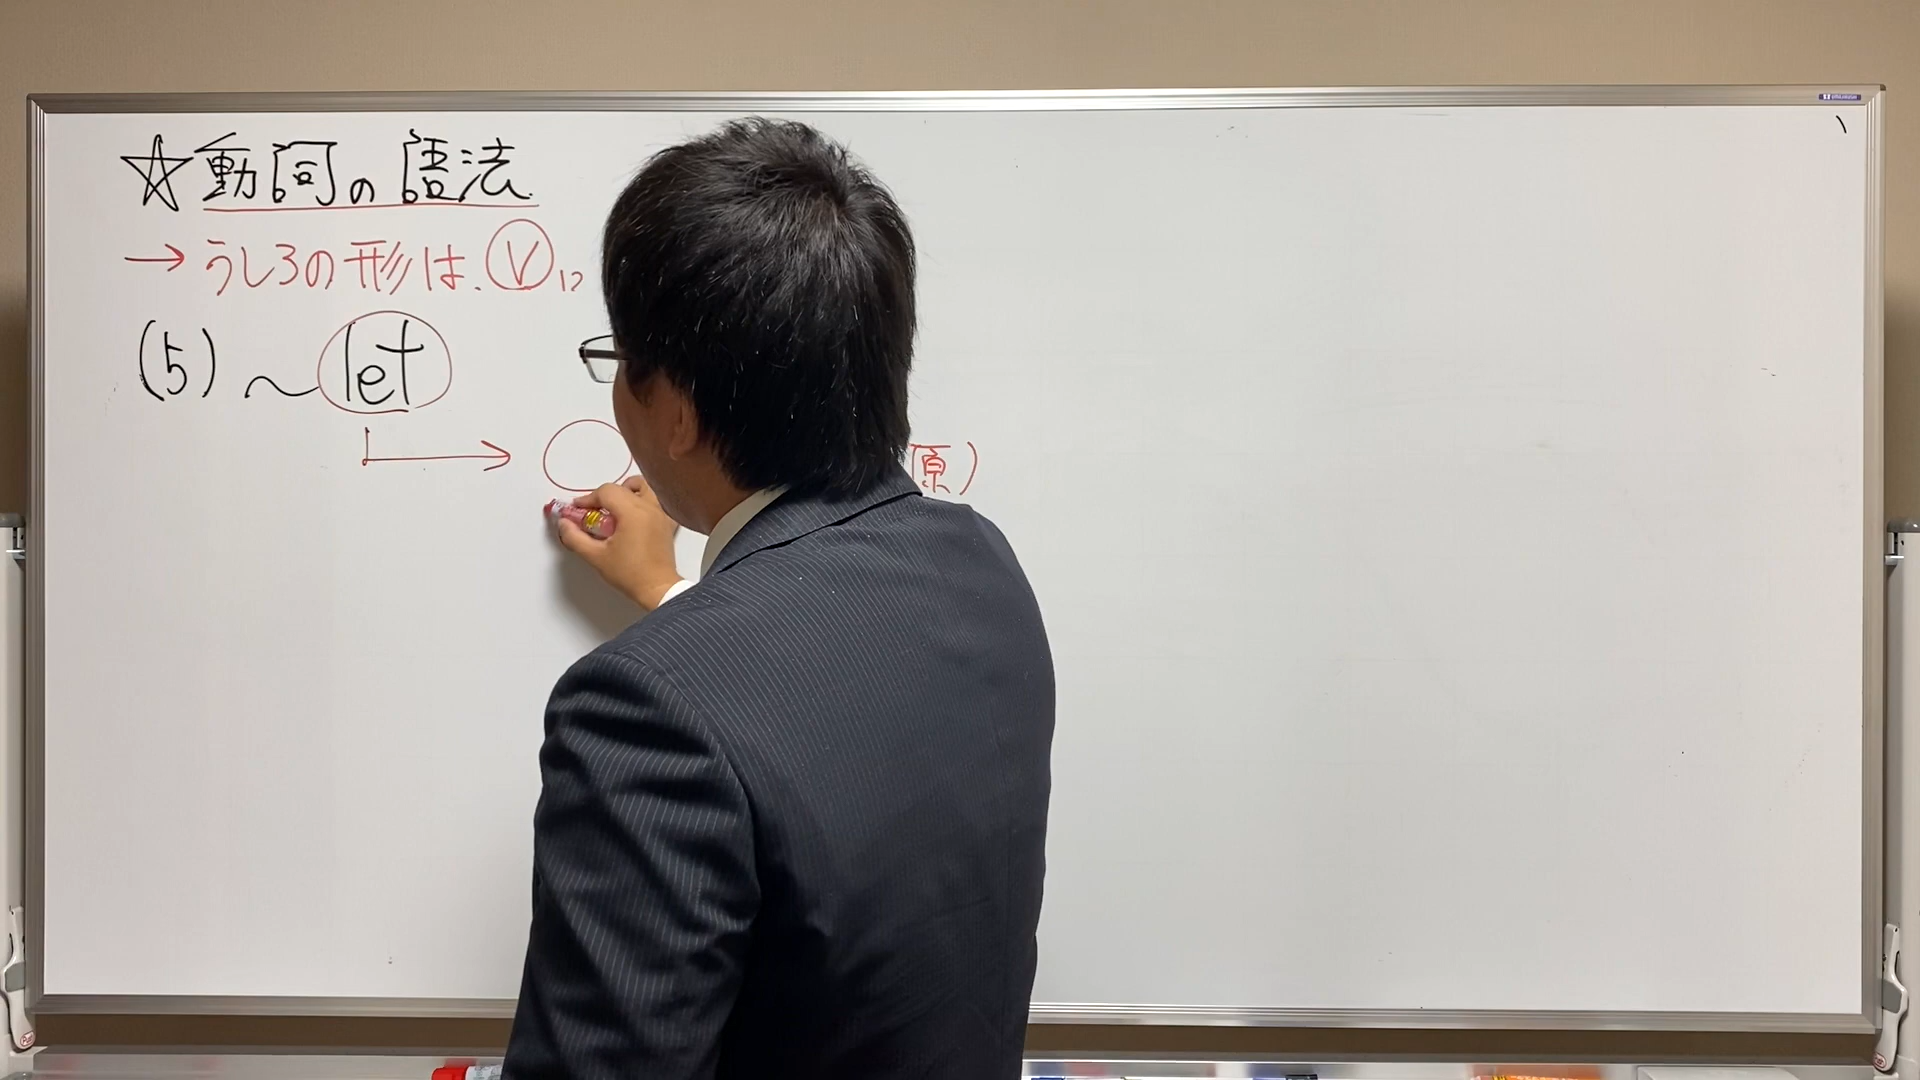 ☆動詞の語法
→うしろの形は、Ⓥに
(5) ～let
→ ○ 原)